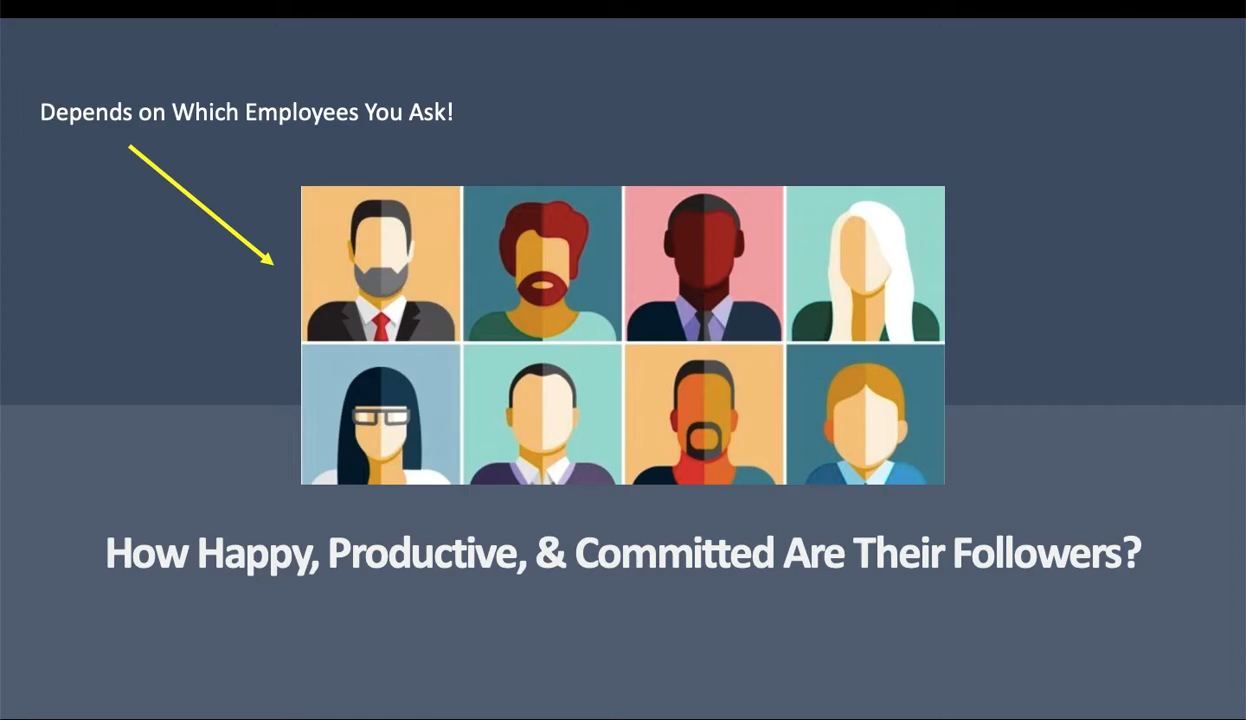 Depends on Which Employees You Ask!
How Happy, Productive, & Committed Are Their Followers?